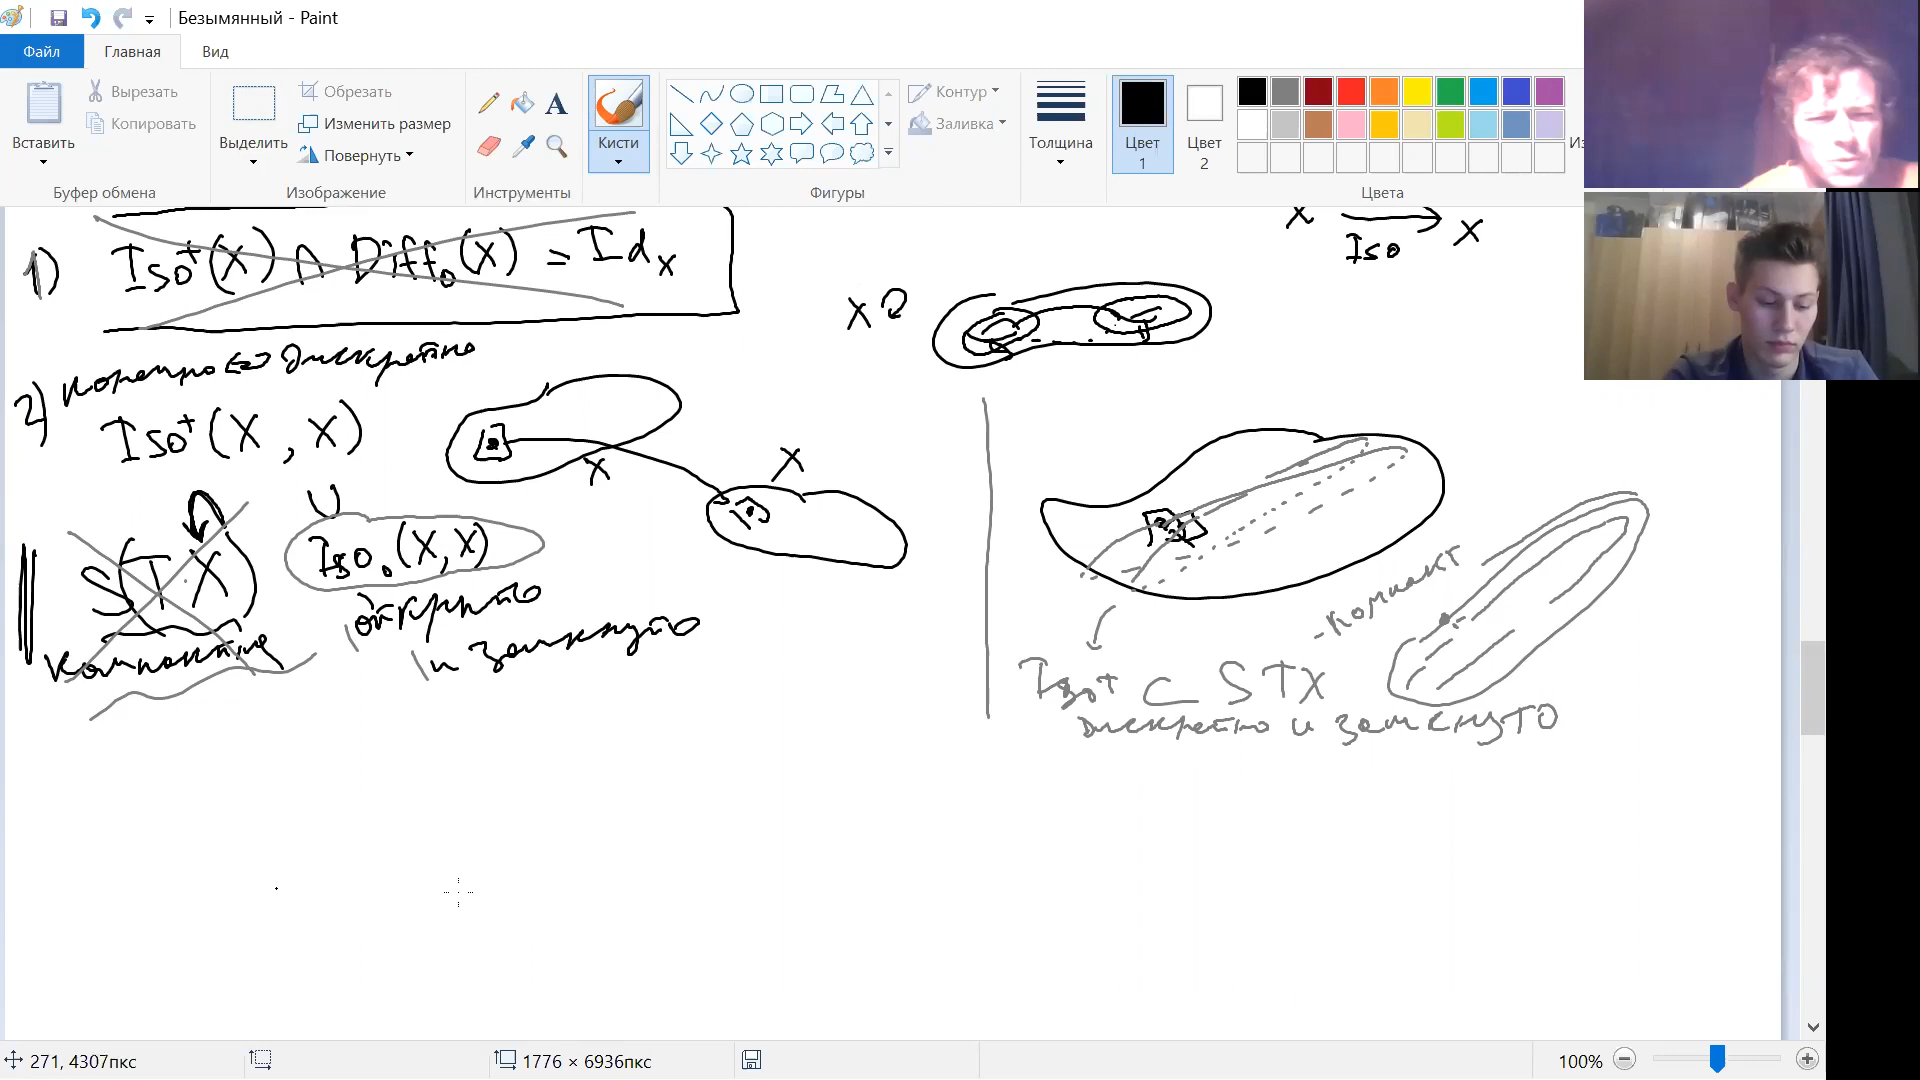 Безымянный - Paint
Файл Главная Вид
Вставить
Вырезать
Копировать
Буфер обмена
Выделить
Обрезать
Изменить размер
Повернуть
Изображение
Инструменты
Кисти
Фигуры
Контур
Заливка
Толщина
Цвет 1
Цвет 2
Цвета
Из
X → X
Iso
1) Iso⁺(X) ∩ Diff₀(X) = Id_X
X
2) Дискретно
Iso⁺(X, X)
X
X
S(TX)
Iso₀(X, X)
открыто
и замкнуто
компактна
- компакт
Iso⁺ ⊂ STX
Дискретно и замкнуто
271, 4307пкс
1776 × 6936пкс
100%